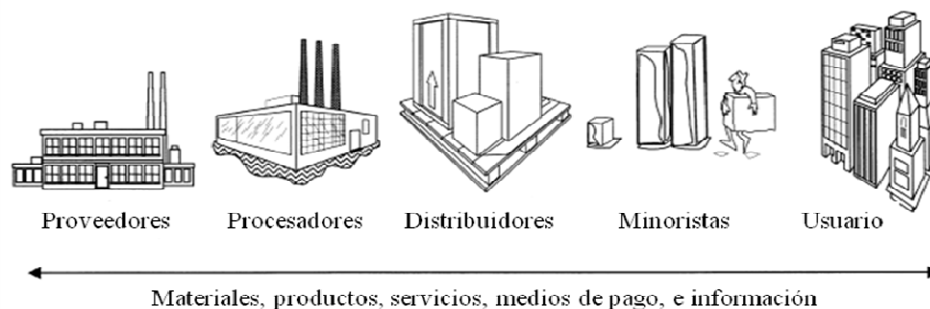 Proveedores Procesadores Distribuidores Minoristas Usuario
Materiales, productos, servicios, medios de pago, e información